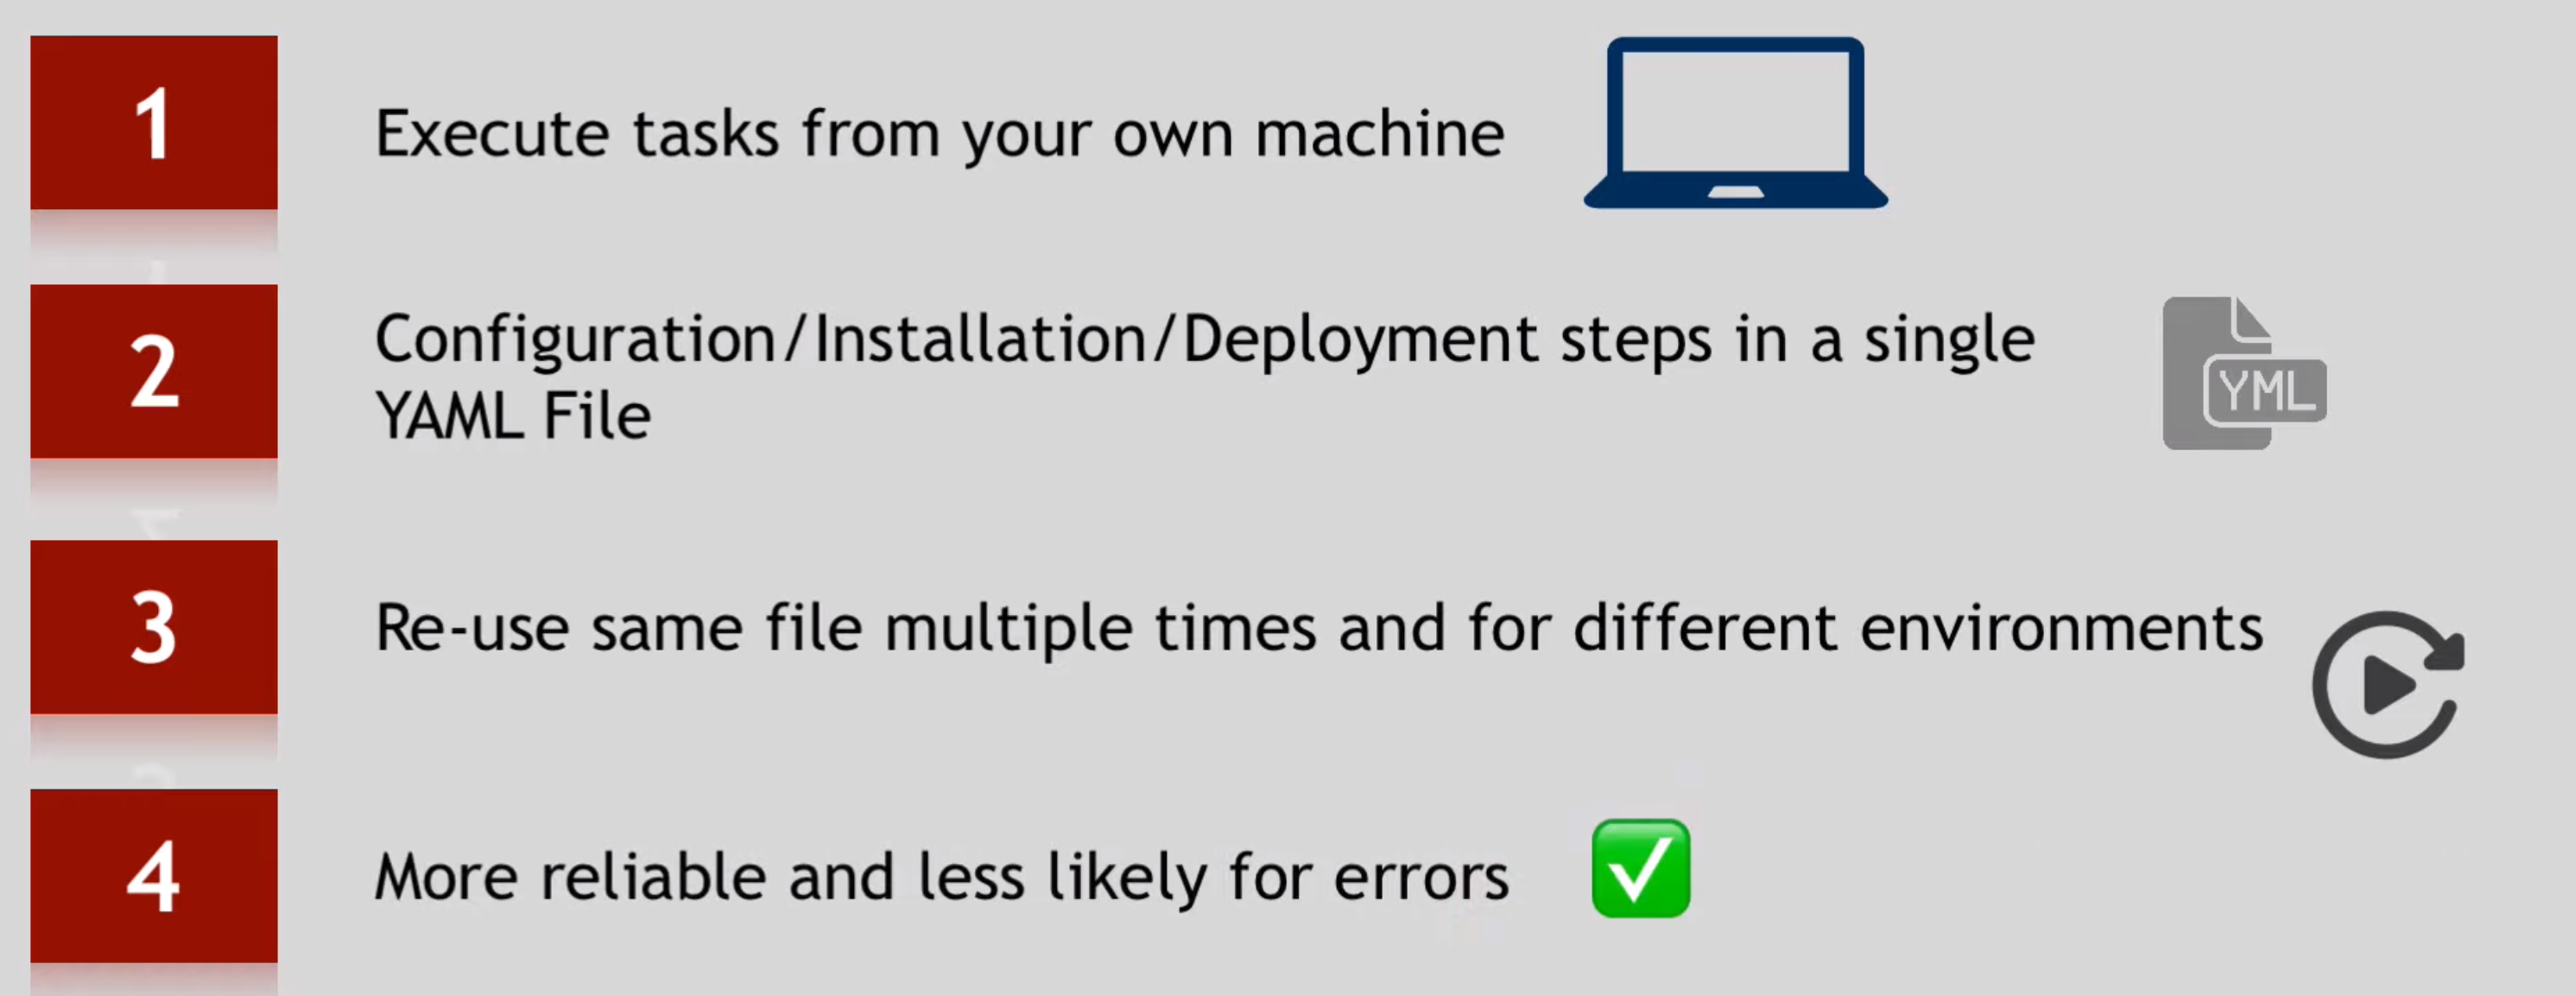 1
Execute tasks from your own machine
2
Configuration/Installation/Deployment steps in a single
YAML File
YML
3
Re-use same file multiple times and for different environments
4
More reliable and less likely for errors